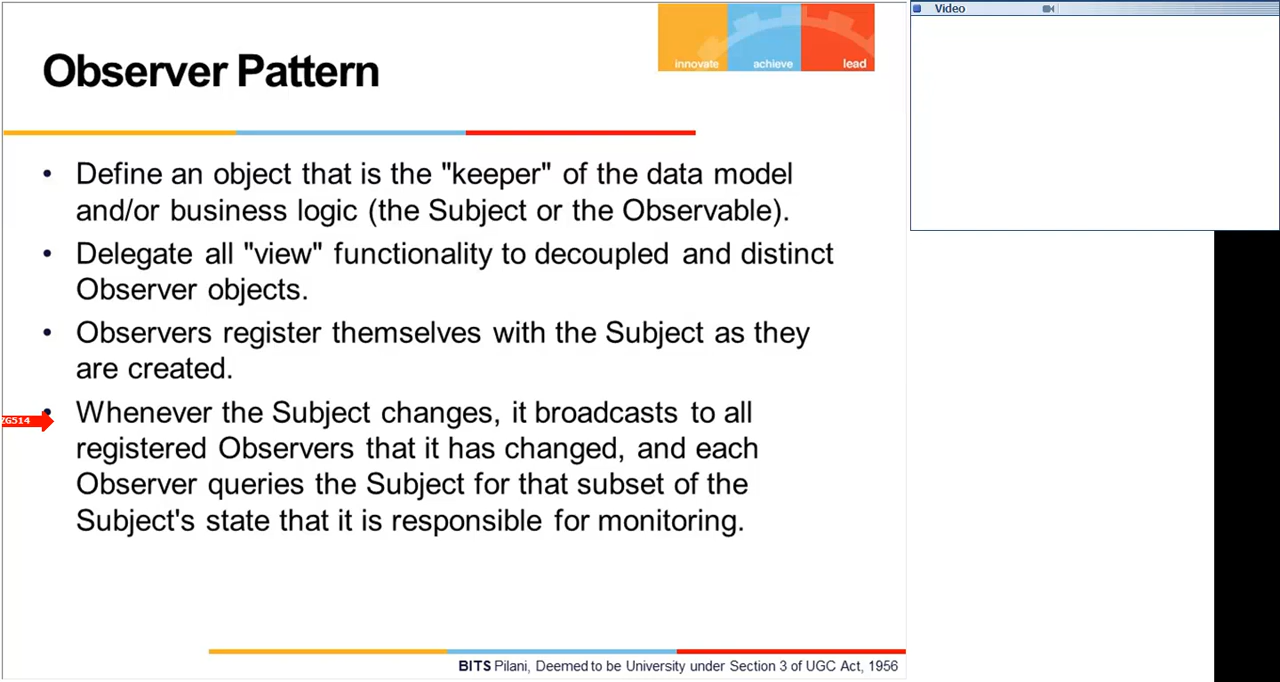 Video
innovate achieve lead
Observer Pattern
• Define an object that is the "keeper" of the data model
and/or business logic (the Subject or the Observable).
• Delegate all "view" functionality to decoupled and distinct
Observer objects.
• Observers register themselves with the Subject as they
are created.
• Whenever the Subject changes, it broadcasts to all
ZG514
registered Observers that it has changed, and each
Observer queries the Subject for that subset of the
Subject's state that it is responsible for monitoring.
BITS Pilani, Deemed to be University under Section 3 of UGC Act, 1956